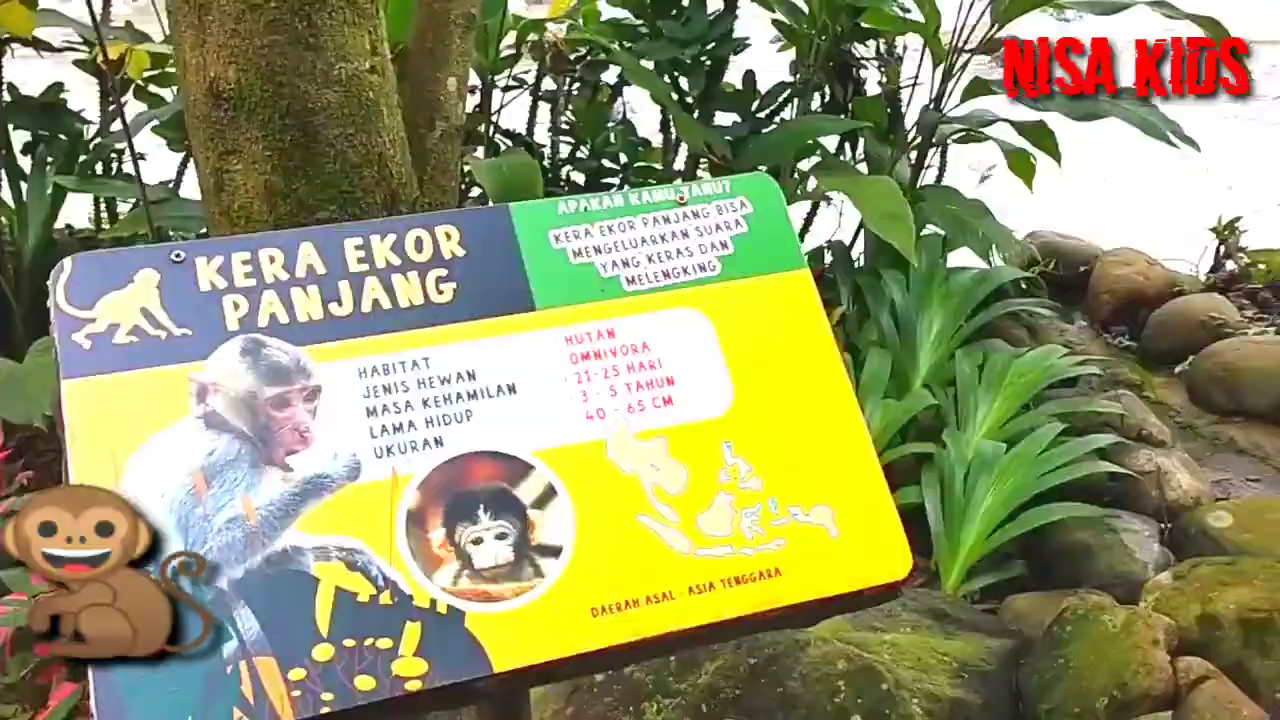 NISA KIDS
KERA EKOR
PANJANG
APAKAH KAMU TAHU?
KERA EKOR PANJANG BISA
MENGELUARKAN SUARA
YANG KERAS DAN
MELENGKING
HABITAT
JENIS HEWAN
MASA KEHAMILAN
LAMA HIDUP
UKURAN
HUTAN
OMNIVORA
: 21-25 HARI
: 3 - 5 TAHUN
: 40 - 65 CM
DAERAH ASAL : ASIA TENGGARA